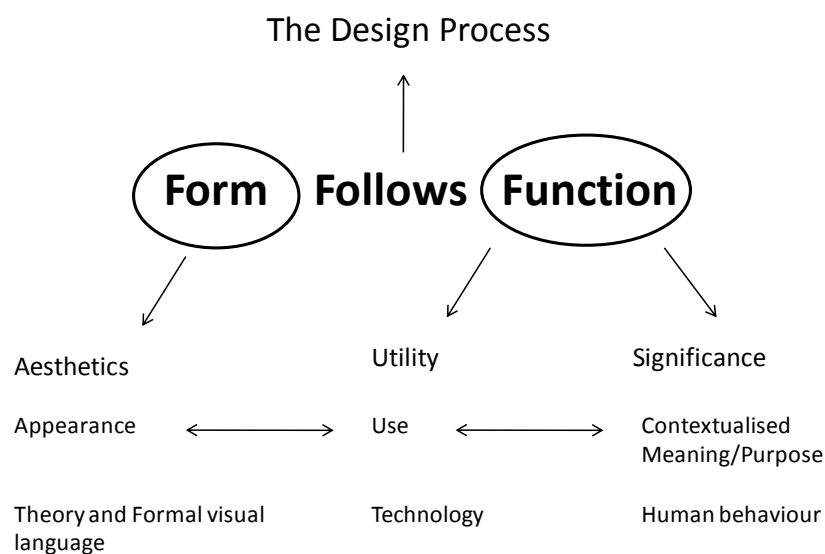 The Design Process
Form Follows Function
Aesthetics
Utility
Significance
Appearance
Use
Contextualised
Meaning/Purpose
Theory and Formal visual
language
Technology
Human behaviour